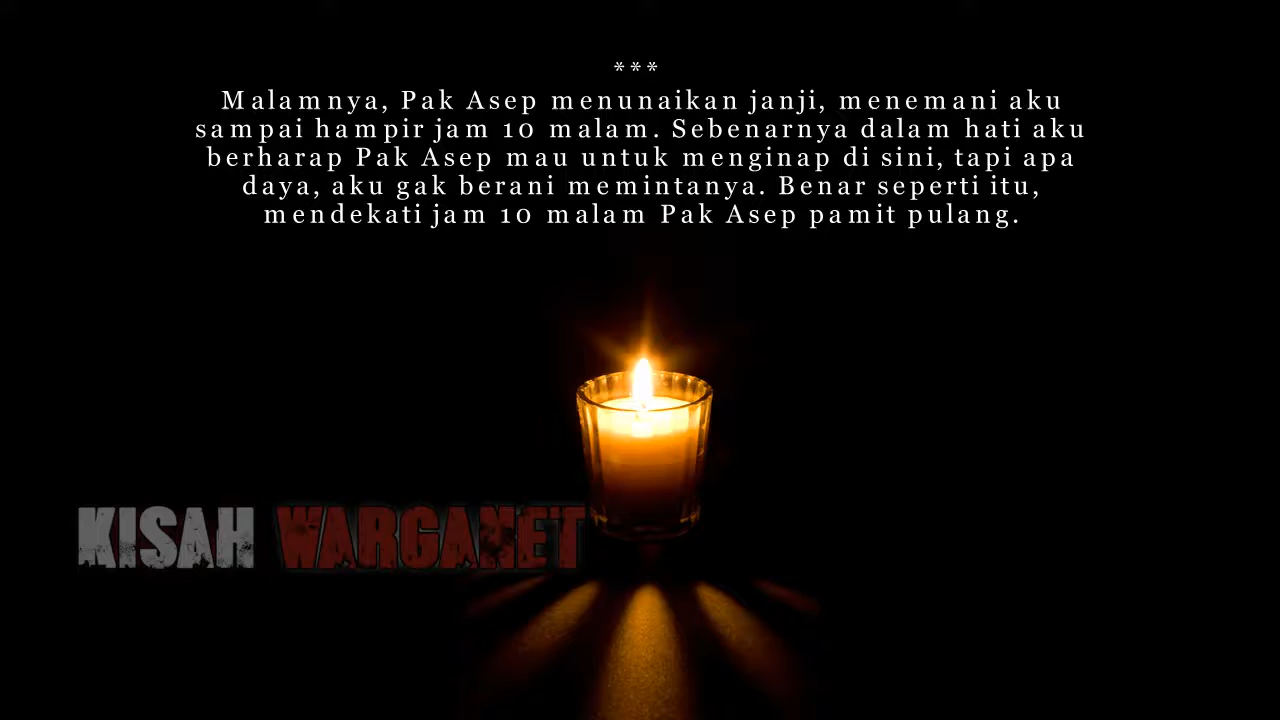 ***
Malamnya, Pak Asep menunaikan janji, menemani aku
sampai hampir jam 10 malam. Sebenarnya dalam hati aku
berharap Pak Asep mau untuk menginap di sini, tapi apa
daya, aku gak berani memintanya. Benar seperti itu,
mendekati jam 10 malam Pak Asep pamit pulang.
KISAH WARGANET